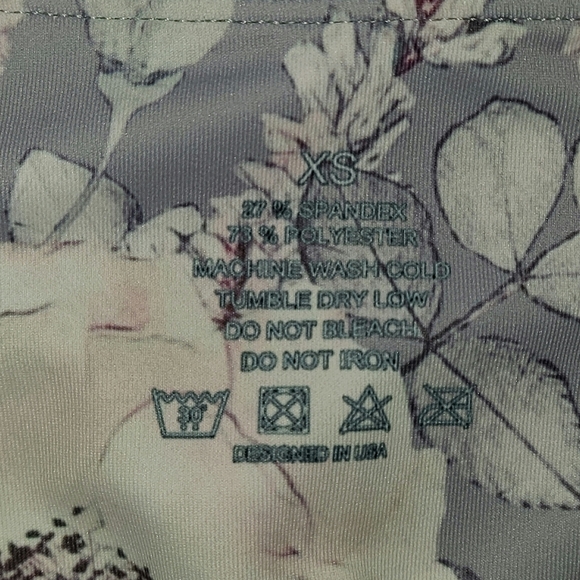 XS
27 % SPANDEX
73 % POLYESTER
MACHINE WASH COLD
TUMBLE DRY LOW
DO NOT BLEACH
DO NOT IRON
30°
DESIGNED IN USA